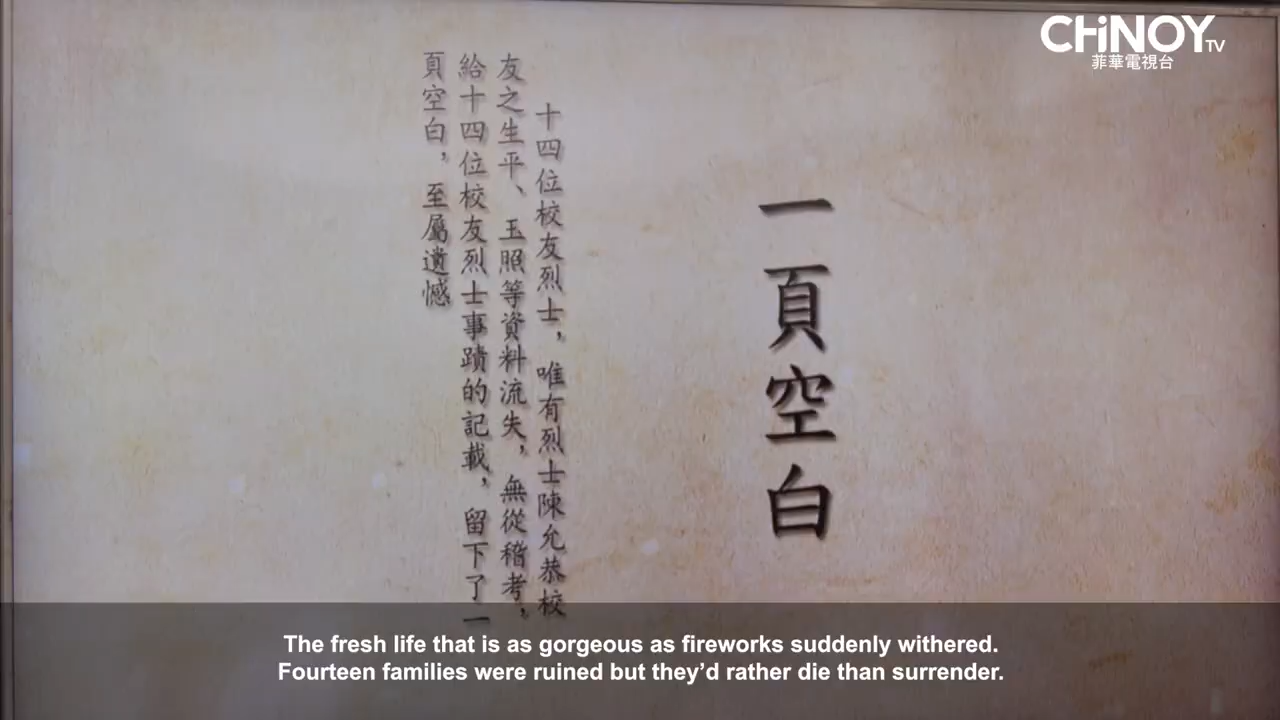 CHiNOY TV
菲華電視台
一頁空白
十四位校友烈士，唯有烈士陳允恭校
友之生平、玉照等資料流失，無從稽考，
給十四位校友烈士事蹟的記載，留下了一
頁空白，至屬遺憾
The fresh life that is as gorgeous as fireworks suddenly withered.
Fourteen families were ruined but they’d rather die than surrender.